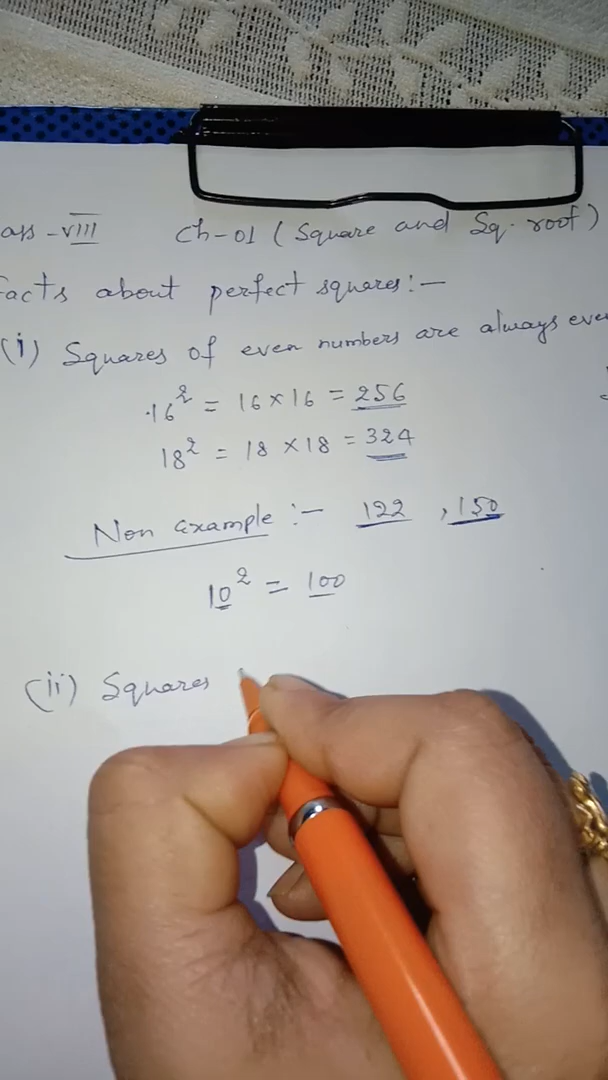 ass - VIII Ch-01 (Square and Sq. root)
facts about perfect squares:-
(i) Squares of even numbers are always eve
16² = 16 × 16 = 256
18² = 18 × 18 = 324
Non example :- 122 , 150
10² = 100
(ii) Squares